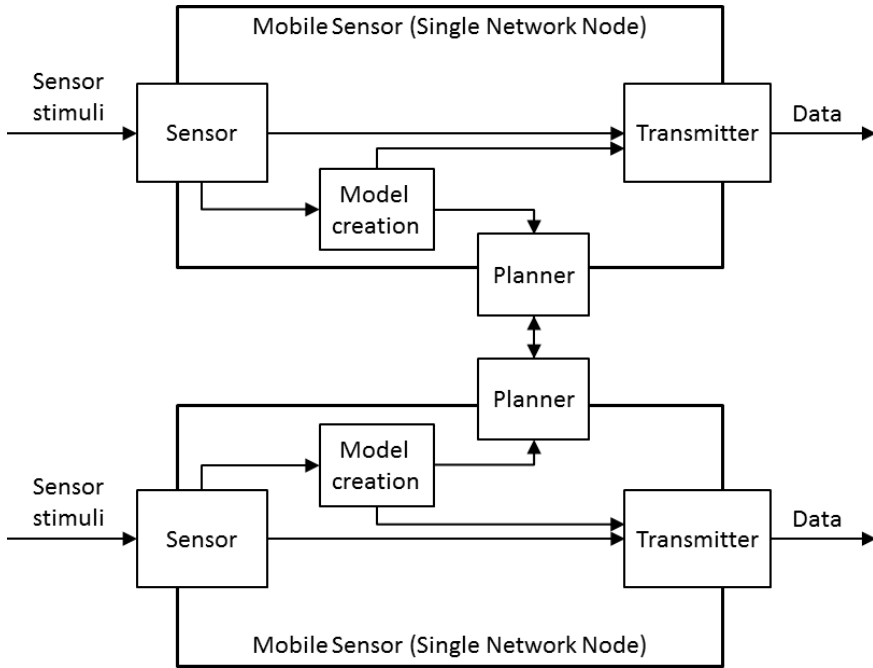 Mobile Sensor (Single Network Node)
Sensor
stimuli
Sensor
Transmitter
Data
Model
creation
Planner
Planner
Model
creation
Sensor
stimuli
Sensor
Transmitter
Data
Mobile Sensor (Single Network Node)